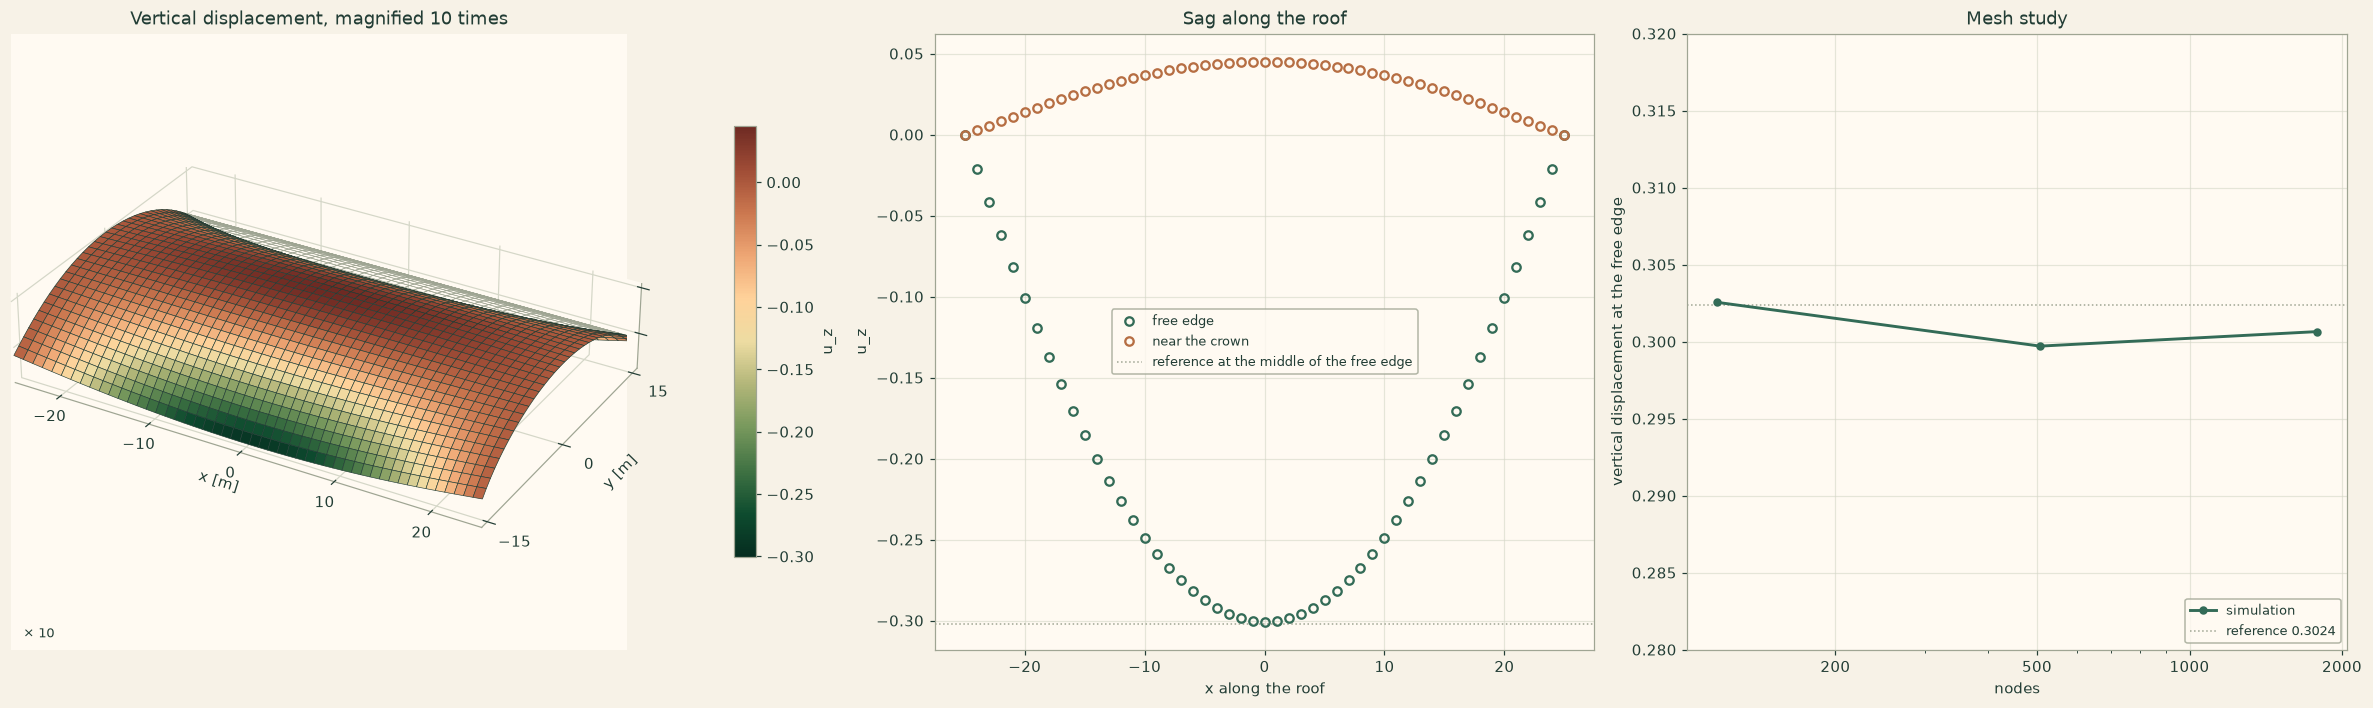 Vertical displacement, magnified 10 times
−20
−10
0
10
20
x [m]
−15
0
15
y [m]
× 10
0.00
−0.05
−0.10
−0.15
−0.20
−0.25
−0.30
u_z
Sag along the roof
0.05
0.00
−0.05
−0.10
−0.15
−0.20
−0.25
−0.30
u_z
free edge
near the crown
reference at the middle of the free edge
−20
−10
0
10
20
x along the roof
Mesh study
0.320
0.315
0.310
0.305
0.300
0.295
0.290
0.285
0.280
vertical displacement at the free edge
simulation
reference 0.3024
200
500
1000
2000
nodes